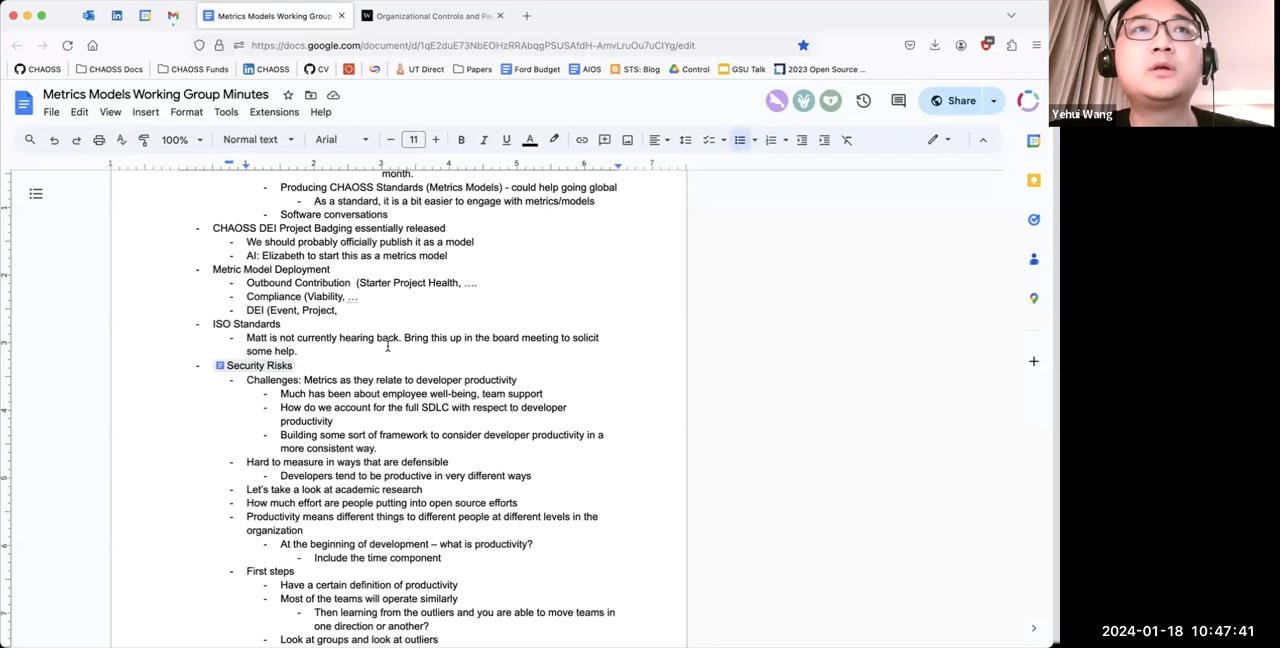 Metrics Models Working Group
Organizational Controls and Pe
https://docs.google.com/document/d/1qE2duE73NbEOHzRRAbqgPSUSAfdH-AmvLruOu7uCIYg/edit
CHAOSS
CHAOSS Docs
CHAOSS Funds
CHAOSS
CV
UT Direct
Papers
Ford Budget
AIOS
STS: Blog
Control
GSU Talk
2023 Open Source ...
Metrics Models Working Group Minutes
File Edit View Insert Format Tools Extensions Help
Share
100% Normal text Arial 11
1 1 2 3 4 5 6 7
month.
- Producing CHAOSS Standards (Metrics Models) - could help going global
- As a standard, it is a bit easier to engage with metrics/models
- Software conversations
- CHAOSS DEI Project Badging essentially released
- We should probably officially publish it as a model
- AI: Elizabeth to start this as a metrics model
- Metric Model Deployment
- Outbound Contribution (Starter Project Health, ....
- Compliance (Viability, ...
- DEI (Event, Project,
- ISO Standards
- Matt is not currently hearing back. Bring this up in the board meeting to solicit
some help.
- Security Risks
- Challenges: Metrics as they relate to developer productivity
- Much has been about employee well-being, team support
- How do we account for the full SDLC with respect to developer
productivity
- Building some sort of framework to consider developer productivity in a
more consistent way.
- Hard to measure in ways that are defensible
- Developers tend to be productive in very different ways
- Let's take a look at academic research
- How much effort are people putting into open source efforts
- Productivity means different things to different people at different levels in the
organization
- At the beginning of development – what is productivity?
- Include the time component
- First steps
- Have a certain definition of productivity
- Most of the teams will operate similarly
- Then learning from the outliers and you are able to move teams in
one direction or another?
- Look at groups and look at outliers
Yehui Wang
2024-01-18 10:47:41